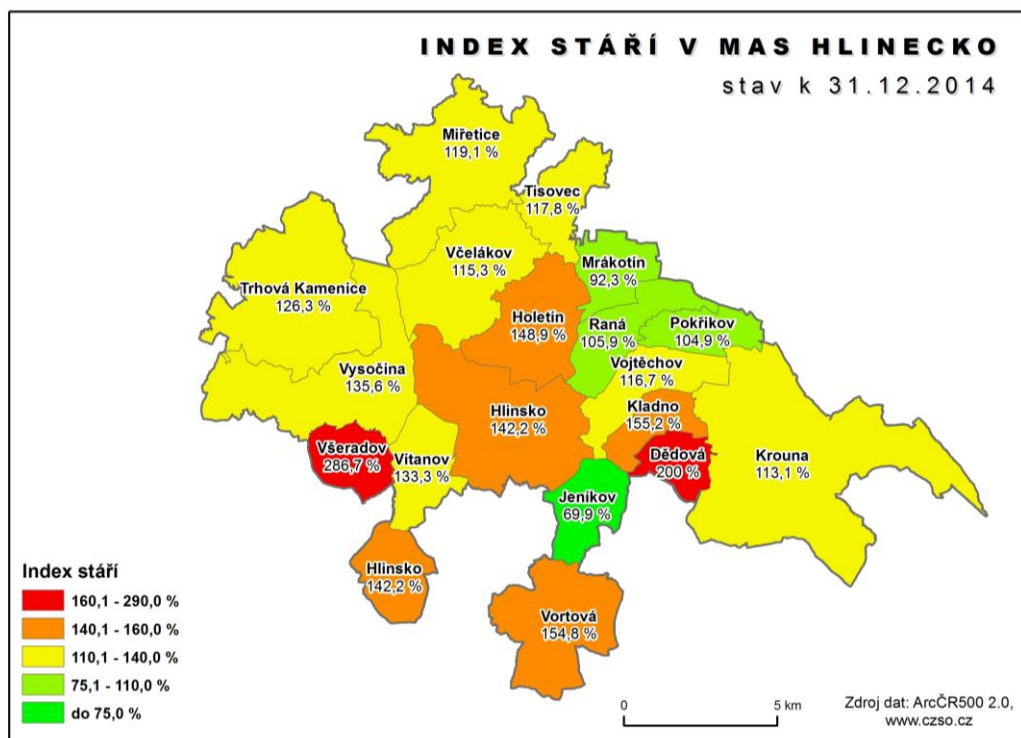 INDEX STÁŘÍ V MAS HLINECKO
stav k 31.12.2014
Miřetice
119,1 %
Tisovec
117,8 %
Včelákov
115,3 %
Mrákotín
92,3 %
Trhová Kamenice
126,3 %
Holetín
148,9 %
Raná
105,9 %
Pokřikov
104,9 %
Vojtěchov
116,7 %
Vysočina
135,6 %
Hlinsko
142,2 %
Kladno
155,2 %
Všeradov
286,7 %
Vitanov
133,3 %
Dědová
200 %
Krouna
113,1 %
Jeníkov
69,9 %
Hlinsko
142,2 %
Vortová
154,8 %
Index stáří
160,1 - 290,0 %
140,1 - 160,0 %
110,1 - 140,0 %
75,1 - 110,0 %
do 75,0 %
0 5 km
Zdroj dat: ArcČR500 2.0,
www.czso.cz